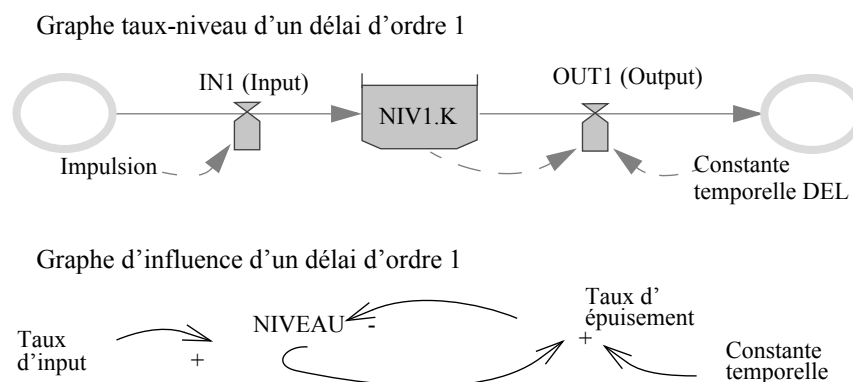 Graphe taux-niveau d'un délai d'ordre 1
IN1 (Input)
OUT1 (Output)
NIV1.K
Impulsion
Constante
temporelle DEL
Graphe d'influence d'un délai d'ordre 1
Taux
d'input
+
NIVEAU -
Taux d'
épuisement
+
Constante
temporelle